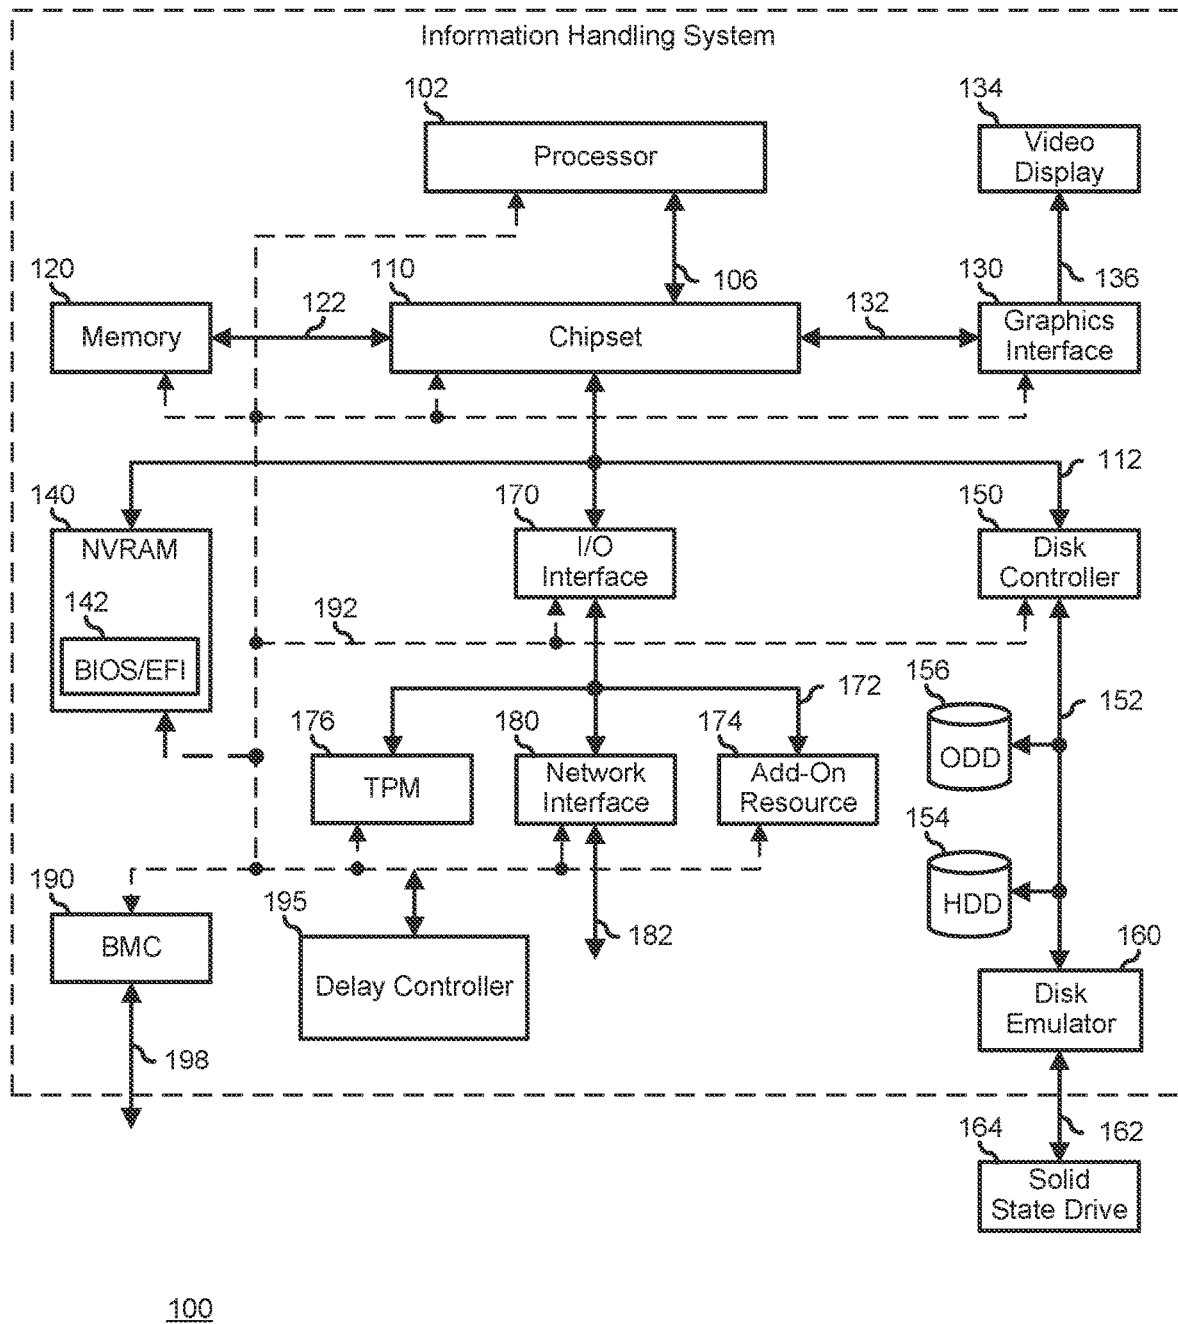 Information Handling System
102
134
Processor
Video
Display
120
110
106
130
136
122
132
Memory
Chipset
Graphics
Interface
112
140
170
150
NVRAM
I/O
Interface
Disk
Controller
142
192
BIOS/EFI
156
172
152
176
180
174
ODD
TPM
Network
Interface
Add-On
Resource
154
190
195
HDD
BMC
182
160
Delay Controller
Disk
Emulator
198
164
162
Solid
State Drive
100